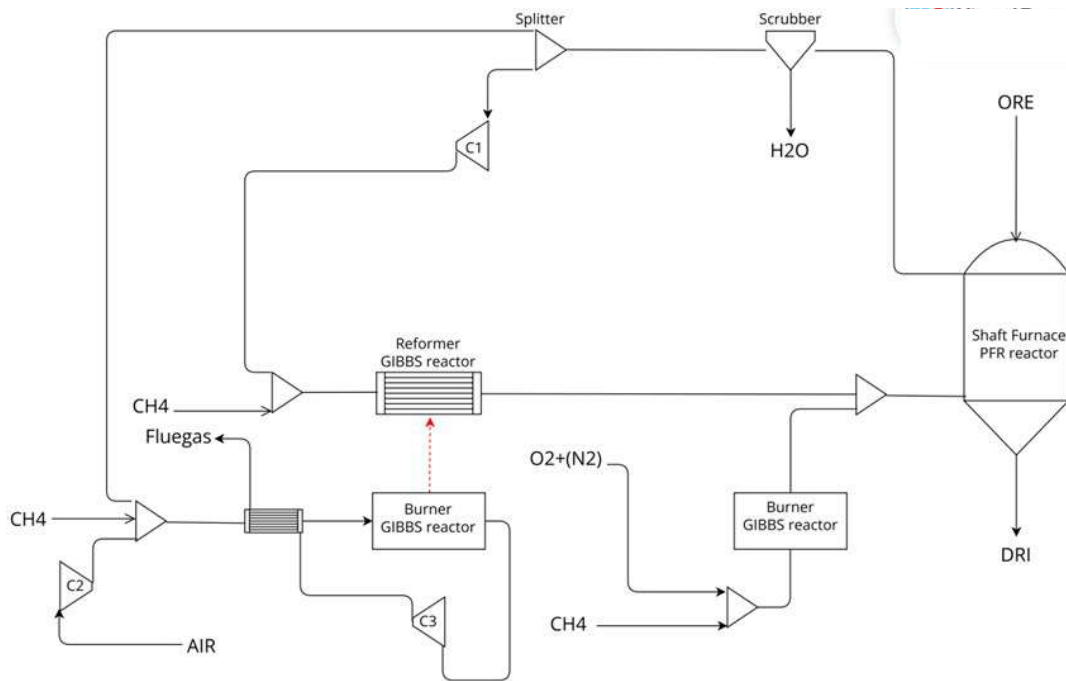 Splitter
Scrubber
ORE
C1
H2O
Shaft Furnace
PFR reactor
Reformer
GIBBS reactor
CH4
Fluegas
O2+(N2)
CH4
Burner
GIBBS reactor
Burner
GIBBS reactor
DRI
C2
C3
CH4
AIR